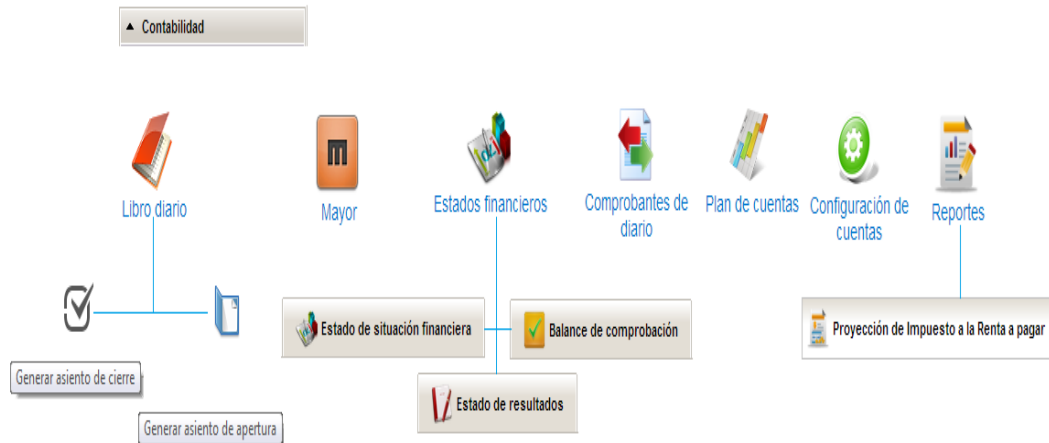 Contabilidad
Libro diario
Mayor
Estados financieros
Comprobantes de
diario
Plan de cuentas
Configuración de
cuentas
Reportes
Generar asiento de cierre
Generar asiento de apertura
Estado de situación financiera
Balance de comprobación
Estado de resultados
Proyección de Impuesto a la Renta a pagar